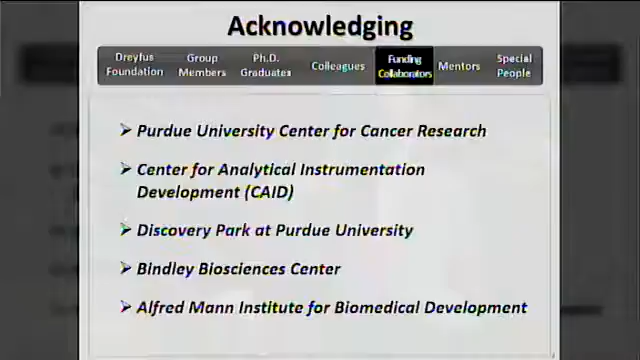 Acknowledging
Dreyfus Foundation
Group Members
Ph.D. Graduates
Colleagues
Funding Collaborators
Mentors
Special People
➢ Purdue University Center for Cancer Research
➢ Center for Analytical Instrumentation
Development (CAID)
➢ Discovery Park at Purdue University
➢ Bindley Biosciences Center
➢ Alfred Mann Institute for Biomedical Development